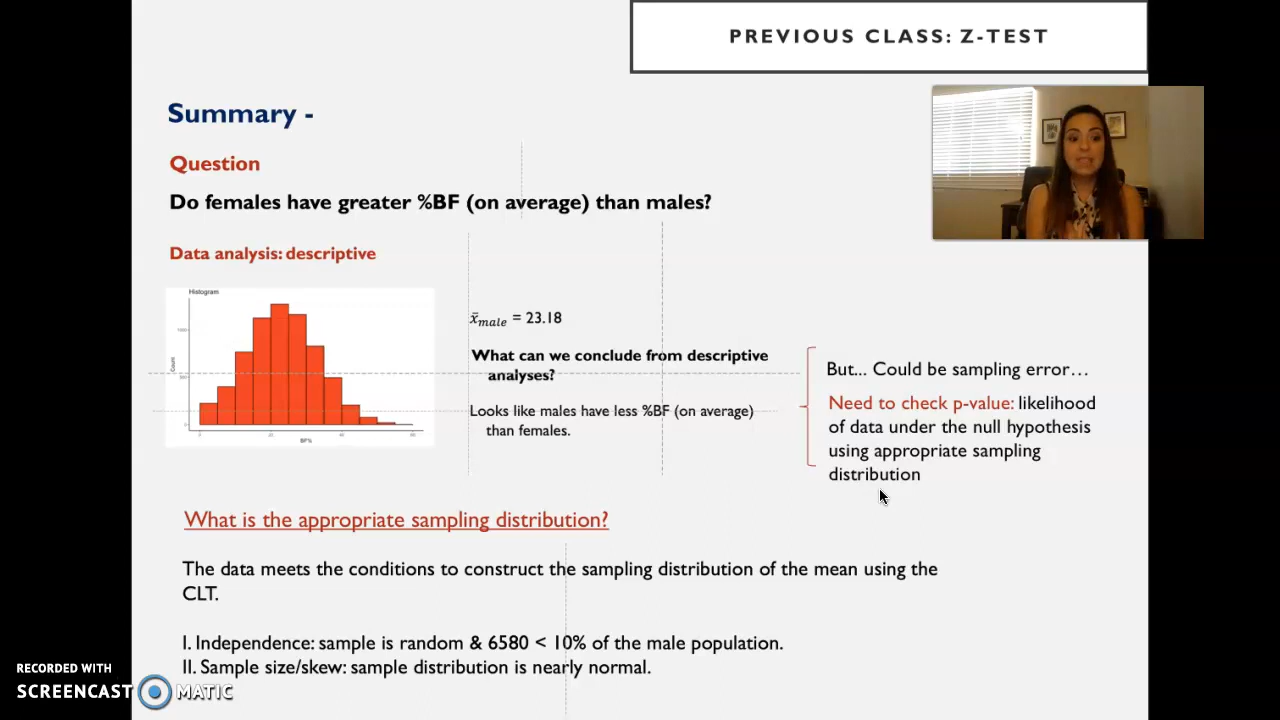 PREVIOUS CLASS: Z-TEST
Summary -
Question
Do females have greater %BF (on average) than males?
Data analysis: descriptive
Histogram
Count
BF%
x̄male = 23.18
What can we conclude from descriptive
analyses?
Looks like males have less %BF (on average)
than females.
But... Could be sampling error…
Need to check p-value: likelihood
of data under the null hypothesis
using appropriate sampling
distribution
What is the appropriate sampling distribution?
The data meets the conditions to construct the sampling distribution of the mean using the
CLT.
I. Independence: sample is random & 6580 < 10% of the male population.
II. Sample size/skew: sample distribution is nearly normal.
RECORDED WITH
SCREENCAST MATIC